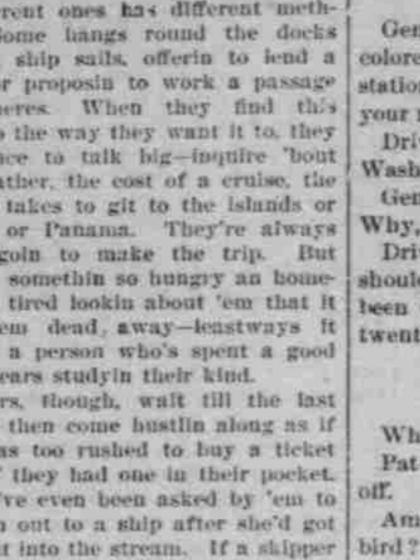 rent ones has different meth-
Some hangs round the docks
ship sails, offerin to lend a
r proposin to work a passage
heres. When they find this
the way they want it to, they
ce to talk big—inquire 'bout
ather, the cost of a cruise, the
takes to git to the islands or
or Panama. They're always
goin to make the trip. But
somethin so hungry an home-
tired lookin about 'em that it
em dead away—leastways it
a person who's spent a good
ears studyin their kind.
rs, though, wait till the last
then come hustlin along as if
as too rushed to buy a ticket
f they had one in their pocket.
've even been asked by 'em to
out to a ship after she'd got
t into the stream. If a skipper
Gen
colore
station
your
Dri
Wash
Gen
Why,
Dri
should
been
twent
Wh
Pat
off.
Am
bird's